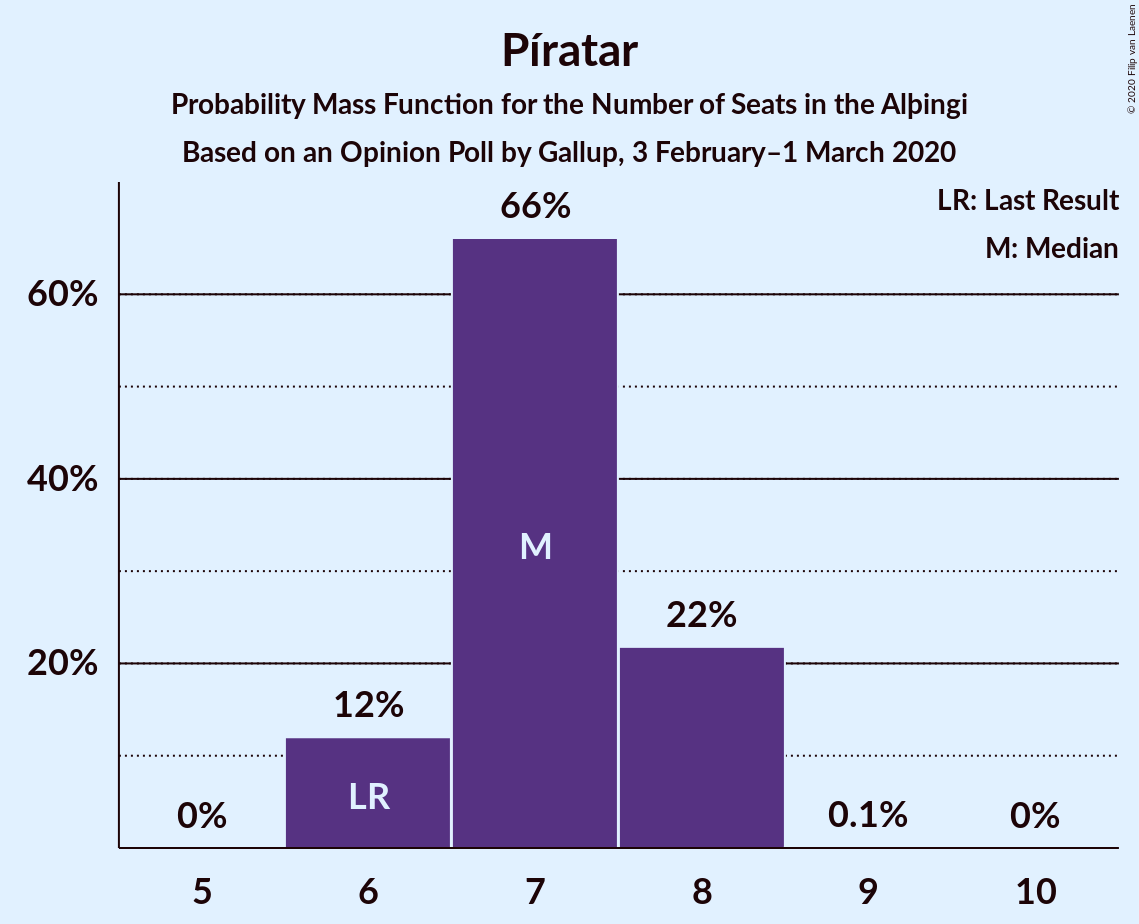 Píratar
Probability Mass Function for the Number of Seats in the Alþingi
Based on an Opinion Poll by Gallup, 3 February–1 March 2020
© 2020 Filip van Laenen
LR: Last Result
M: Median
66%
60%
M
40%
22%
20%
12%
LR
0%
0.1%
0%
5 6 7 8 9 10